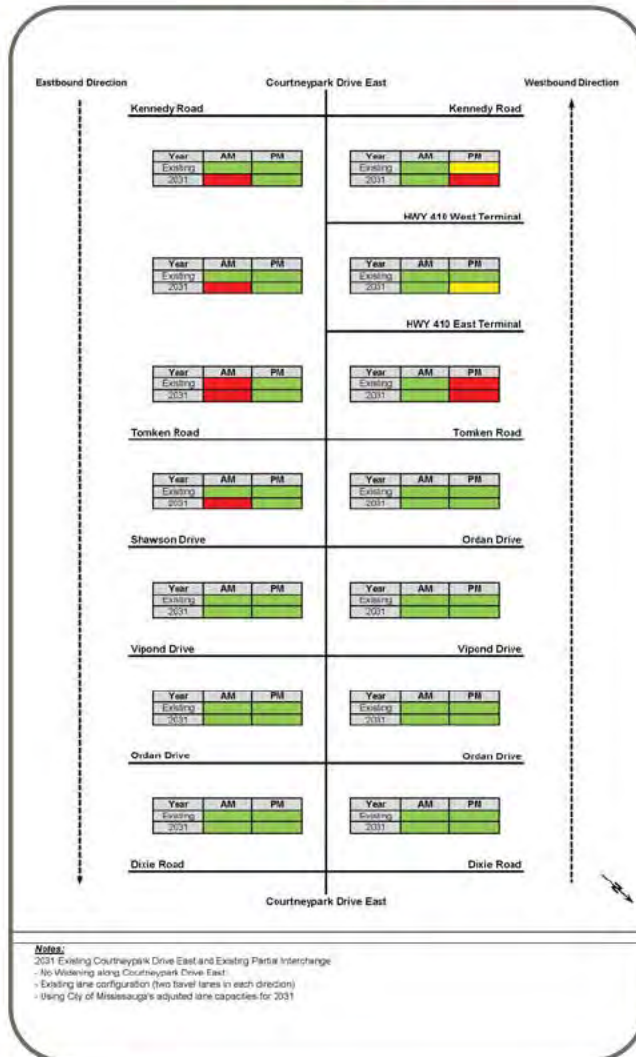 Eastbound Direction Courtneypark Drive East Westbound Direction
Kennedy Road Kennedy Road
Year AM PM Year AM PM
Existing Existing
2031 2031
HWY 410 West Terminal
Year AM PM Year AM PM
Existing Existing
2031 2031
HWY 410 East Terminal
Year AM PM Year AM PM
Existing Existing
2031 2031
Tomken Road Tomken Road
Year AM PM Year AM PM
Existing Existing
2031 2031
Shawson Drive Ordan Drive
Year AM PM Year AM PM
Existing Existing
2031 2031
Vipond Drive Vipond Drive
Year AM PM Year AM PM
Existing Existing
2031 2031
Ordan Drive Ordan Drive
Year AM PM Year AM PM
Existing Existing
2031 2031
Dixie Road Dixie Road
Courtneypark Drive East
N
Notes:
2031 Existing Courtneypark Drive East and Existing Partial Interchange
- No Widening along Courtneypark Drive East
- Existing lane configuration (two travel lanes in each direction)
- Using City of Mississauga's adjusted lane capacities for 2031